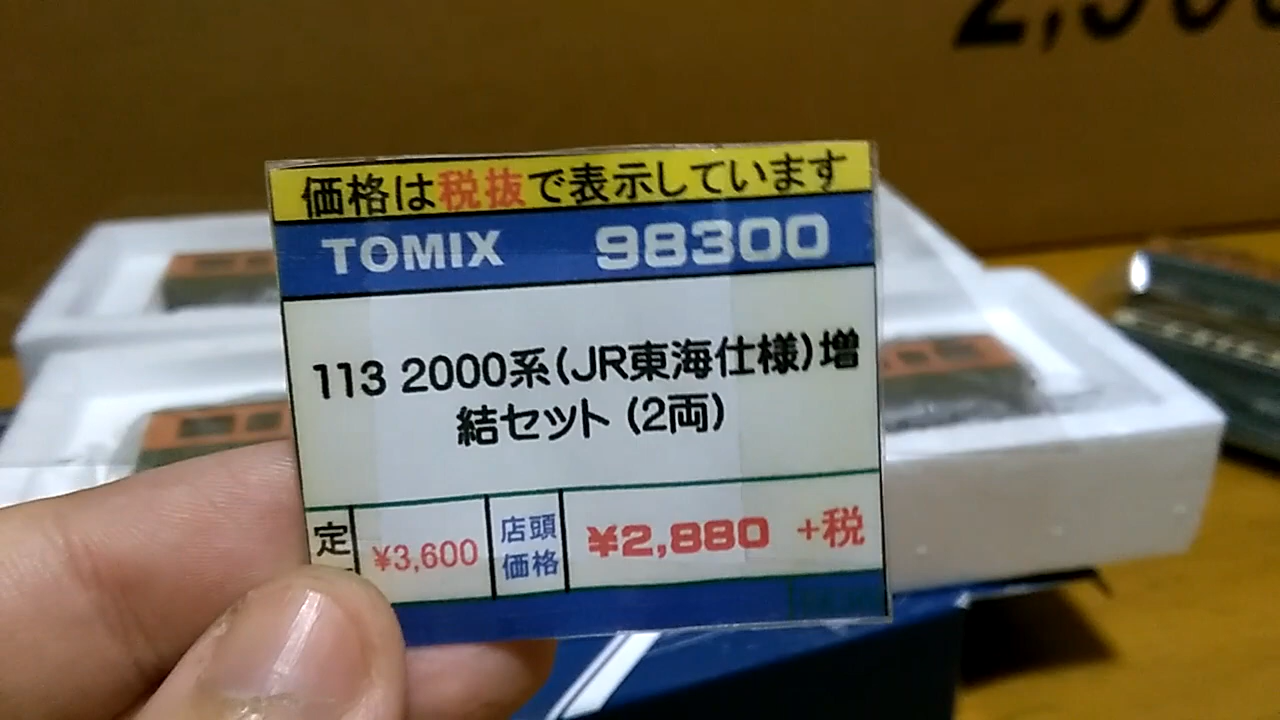 価格は税抜で表示しています
TOMIX 98300
113 2000系(JR東海仕様)増
結セット (2両)
定 ¥3,600 店頭価格 ¥2,880 +税